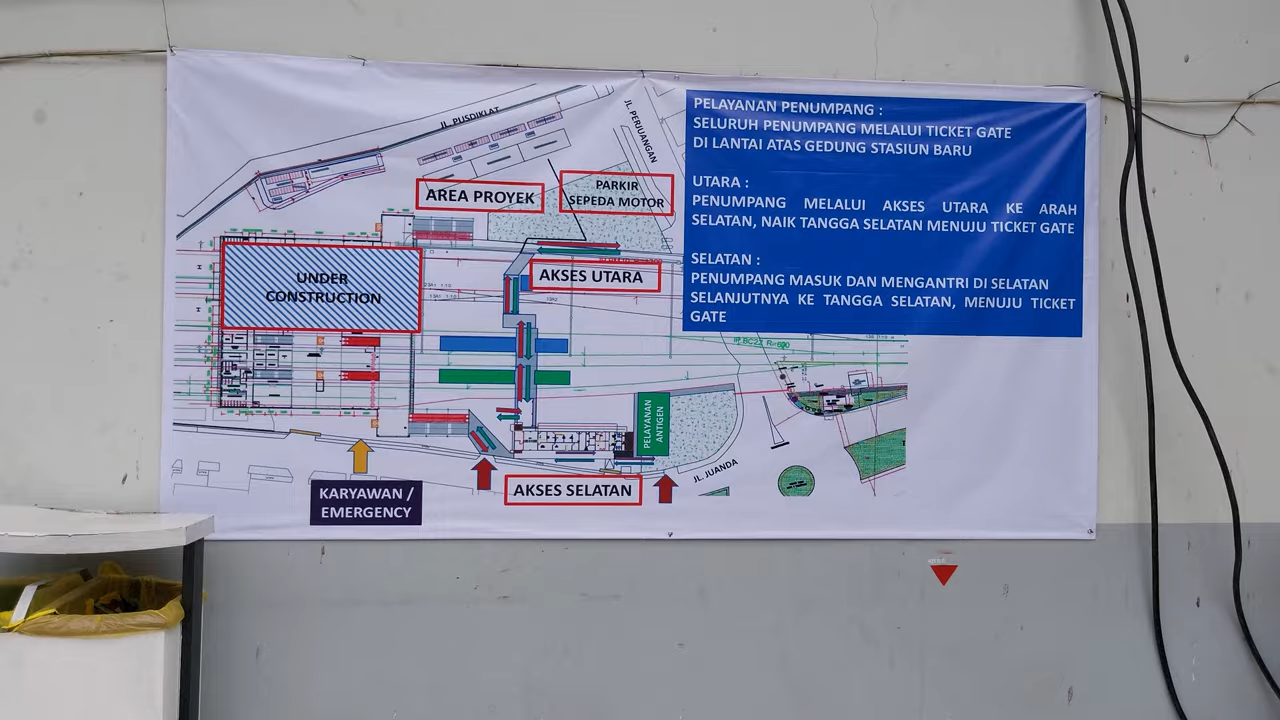 JL. PUSDIKLAT
JL. PERJUANGAN
AREA PROYEK
PARKIR
SEPEDA MOTOR
UNDER
CONSTRUCTION
AKSES UTARA
PELAYANAN
ANTIGEN
JL. JUANDA
AKSES SELATAN
KARYAWAN /
EMERGENCY
PELAYANAN PENUMPANG :
SELURUH PENUMPANG MELALUI TICKET GATE
DI LANTAI ATAS GEDUNG STASIUN BARU
UTARA :
PENUMPANG MELALUI AKSES UTARA KE ARAH
SELATAN, NAIK TANGGA SELATAN MENUJU TICKET GATE
SELATAN :
PENUMPANG MASUK DAN MENGANTRI DI SELATAN
SELANJUTNYA KE TANGGA SELATAN, MENUJU TICKET
GATE